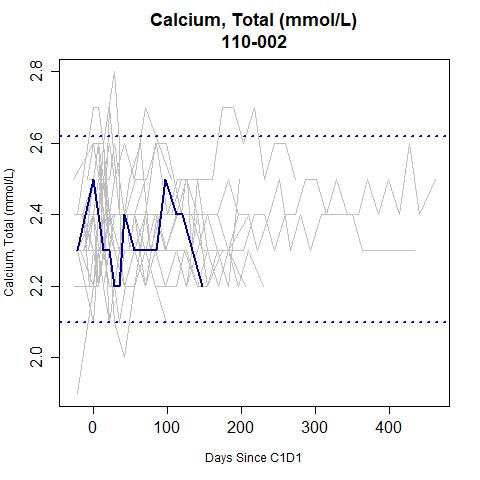 Calcium, Total (mmol/L)
110-002
Calcium, Total (mmol/L)
2.8
2.6
2.4
2.2
2.0
0 100 200 300 400
Days Since C1D1